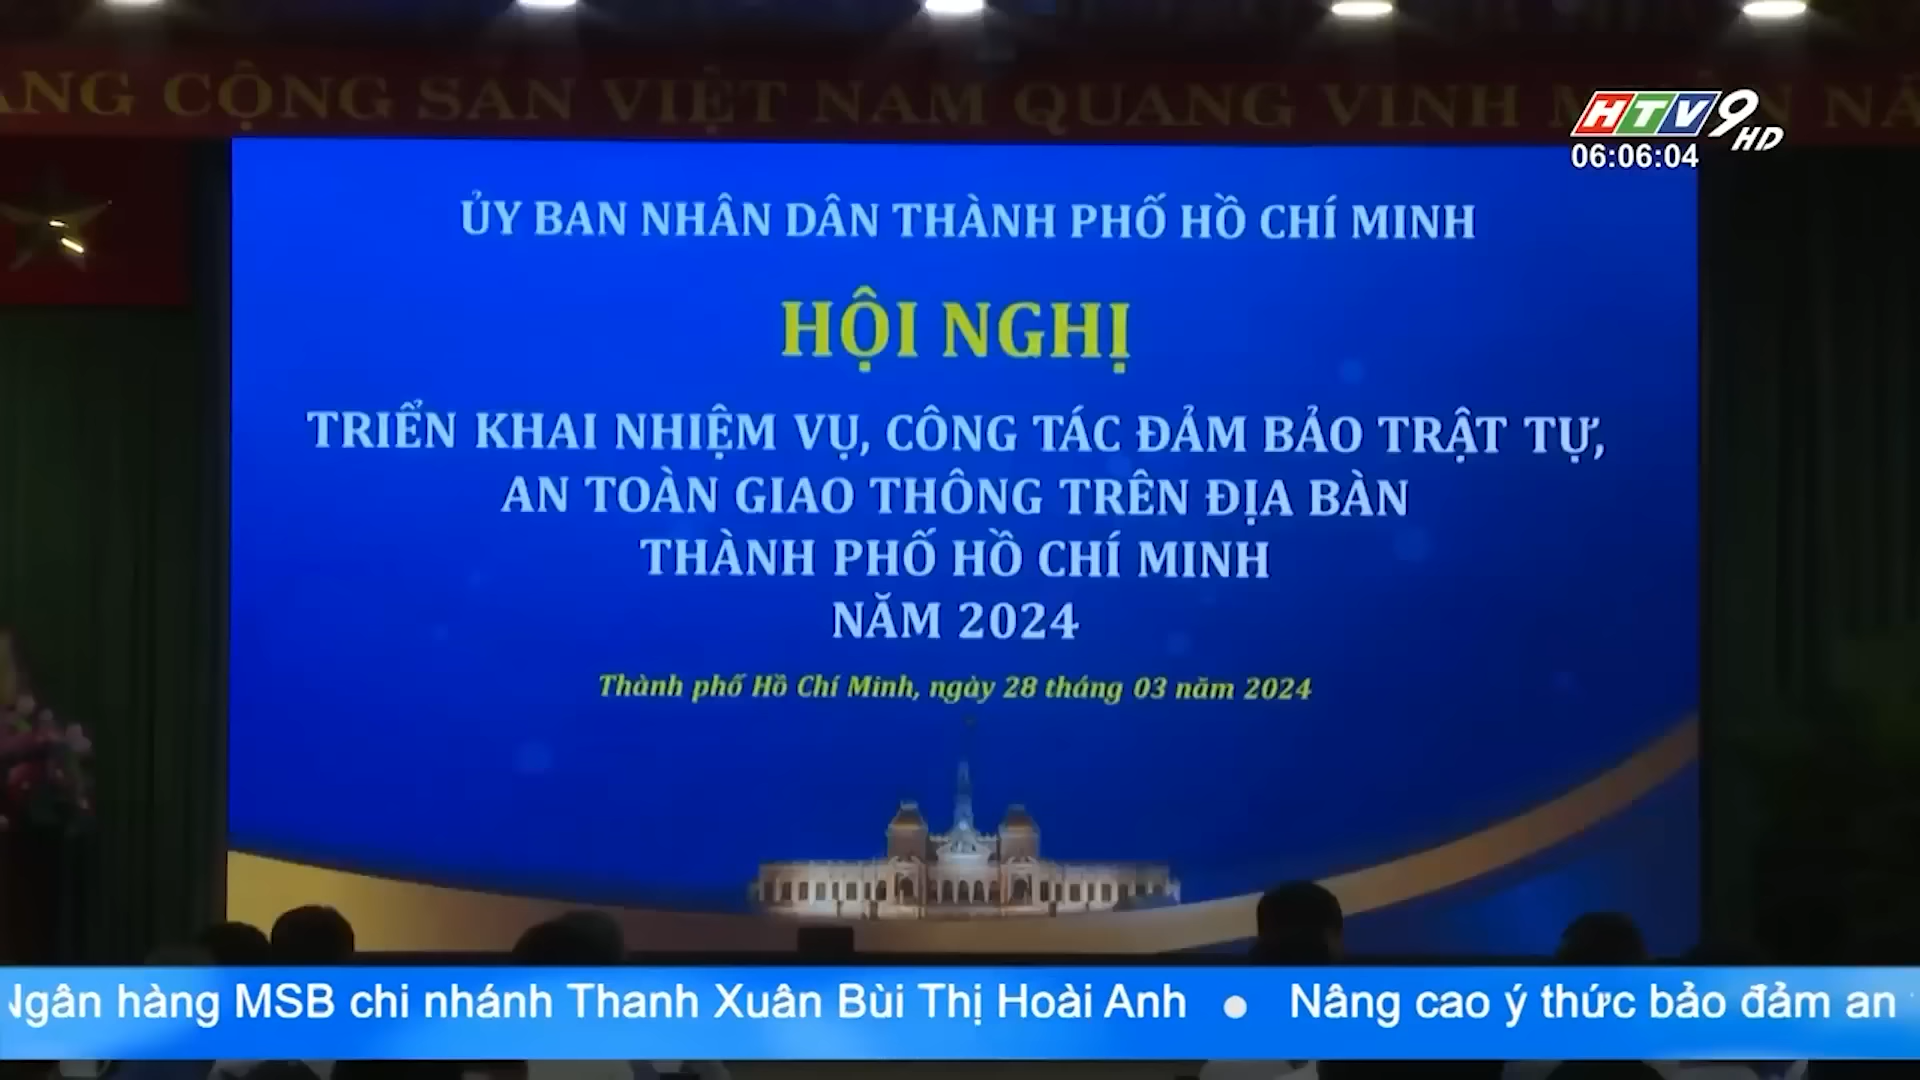 CỘNG SẢN VIỆT NAM QUANG VINH
HTV9 HD
06:06:04
ỦY BAN NHÂN DÂN THÀNH PHỐ HỒ CHÍ MINH
HỘI NGHỊ
TRIỂN KHAI NHIỆM VỤ, CÔNG TÁC ĐẢM BẢO TRẬT TỰ,
AN TOÀN GIAO THÔNG TRÊN ĐỊA BÀN
THÀNH PHỐ HỒ CHÍ MINH
NĂM 2024
Thành phố Hồ Chí Minh, ngày 28 tháng 03 năm 2024
Ngân hàng MSB chi nhánh Thanh Xuân Bùi Thị Hoài Anh ● Nâng cao ý thức bảo đảm an